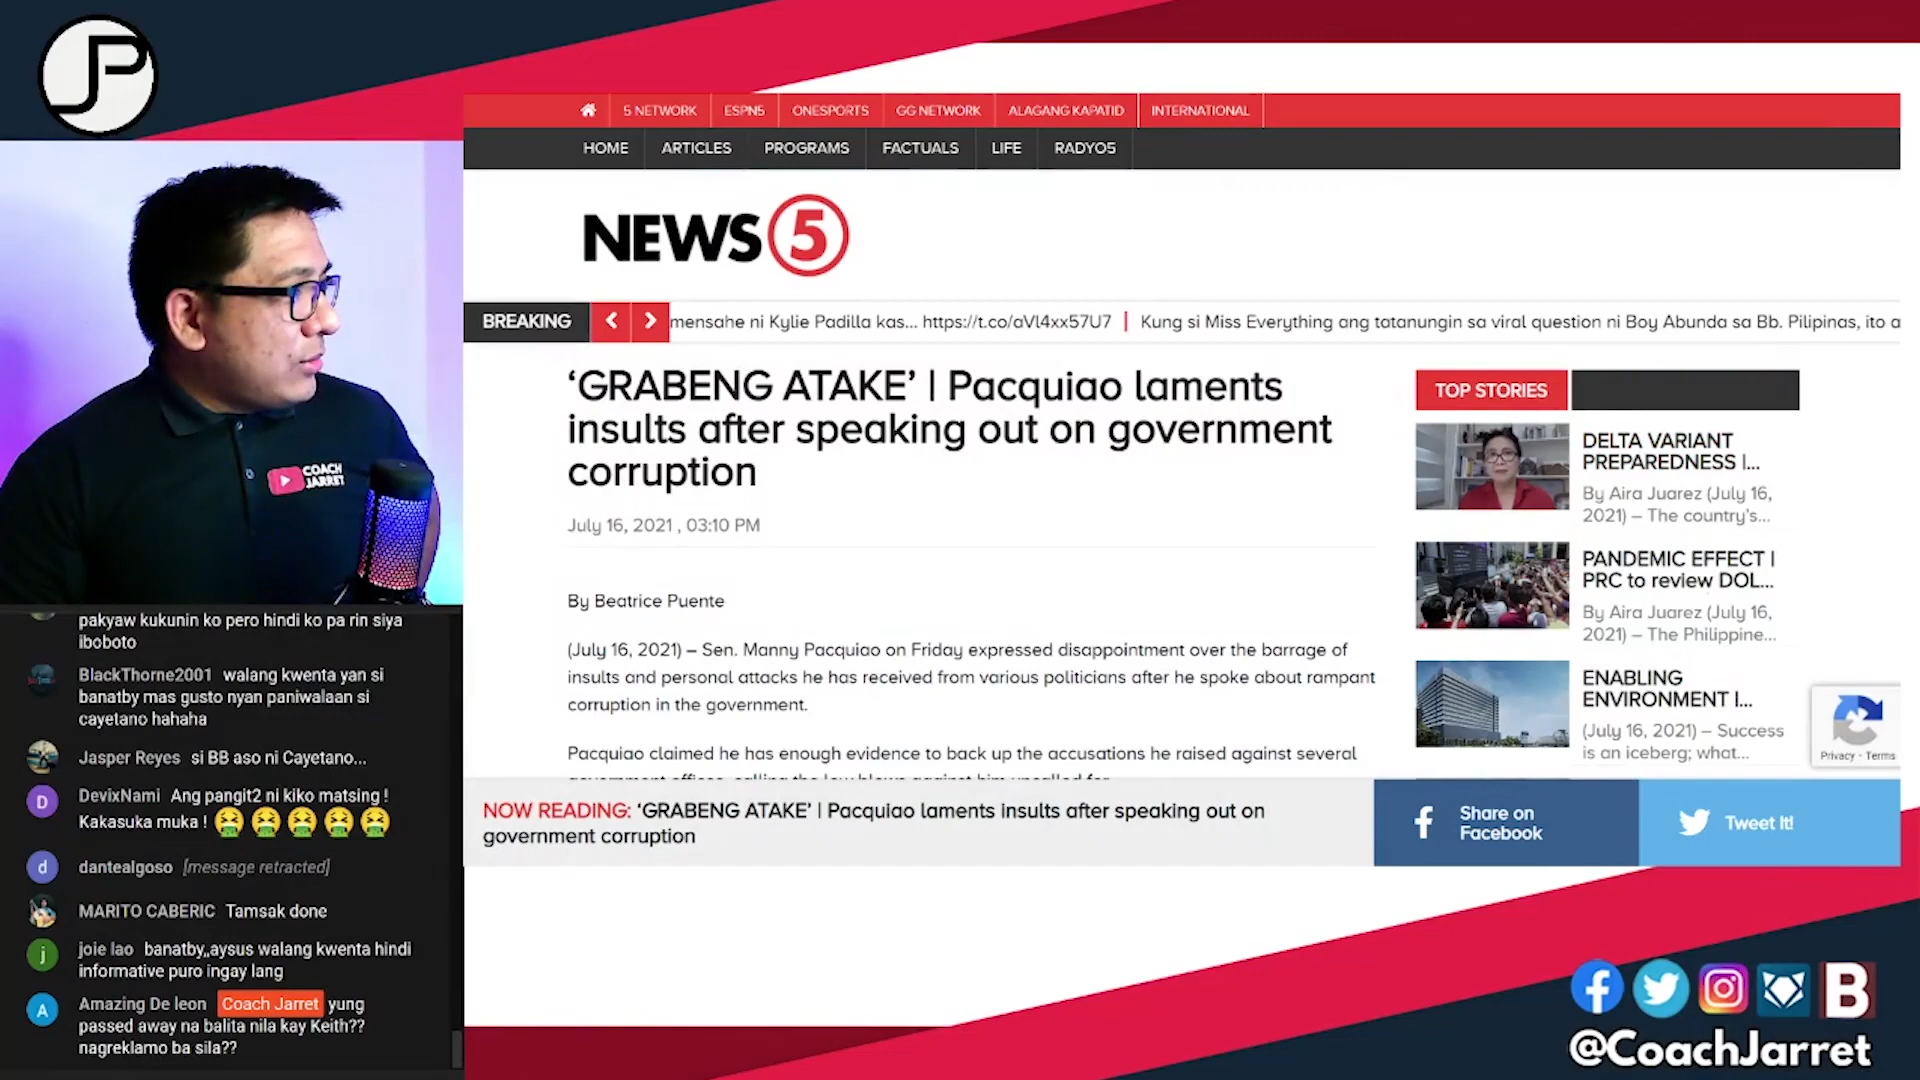 JP
5 NETWORK
ESPN5
ONESPORTS
GG NETWORK
ALAGANG KAPATID
INTERNATIONAL
HOME
ARTICLES
PROGRAMS
FACTUALS
LIFE
RADYO5
NEWS 5
BREAKING
mensahe ni Kylie Padilla kas... https://t.co/aVl4xx57U7 | Kung si Miss Everything ang tatanungin sa viral question ni Boy Abunda sa Bb. Pilipinas, ito a
‘GRABENG ATAKE’ | Pacquiao laments
insults after speaking out on government
corruption
July 16, 2021 , 03:10 PM
By Beatrice Puente
(July 16, 2021) – Sen. Manny Pacquiao on Friday expressed disappointment over the barrage of
insults and personal attacks he has received from various politicians after he spoke about rampant
corruption in the government.
Pacquiao claimed he has enough evidence to back up the accusations he raised against several
TOP STORIES
DELTA VARIANT
PREPAREDNESS |...
By Aira Juarez (July 16,
2021) – The country’s...
PANDEMIC EFFECT |
PRC to review DOL...
By Aira Juarez (July 16,
2021) – The Philippine...
ENABLING
ENVIRONMENT |...
(July 16, 2021) – Success
is an iceberg; what...
Privacy - Terms
NOW READING: ‘GRABENG ATAKE’ | Pacquiao laments insults after speaking out on
government corruption
Share on
Facebook
Tweet It!
COACH
JARRET
pakyaw kukunin ko pero hindi ko pa rin siya
iboboto
BlackThorne2001 walang kwenta yan si
banatby mas gusto nyan paniwalaan si
cayetano hahaha
Jasper Reyes si BB aso ni Cayetano...
D
DevixNami Ang pangit2 ni kiko matsing !
Kakasuka muka !
d
dantealgoso [message retracted]
MARITO CABERIC Tamsak done
j
joie lao banatby,,aysus walang kwenta hindi
informative puro ingay lang
A
Amazing De leon Coach Jarret yung
passed away na balita nila kay Keith??
nagreklamo ba sila??
B
@CoachJarret